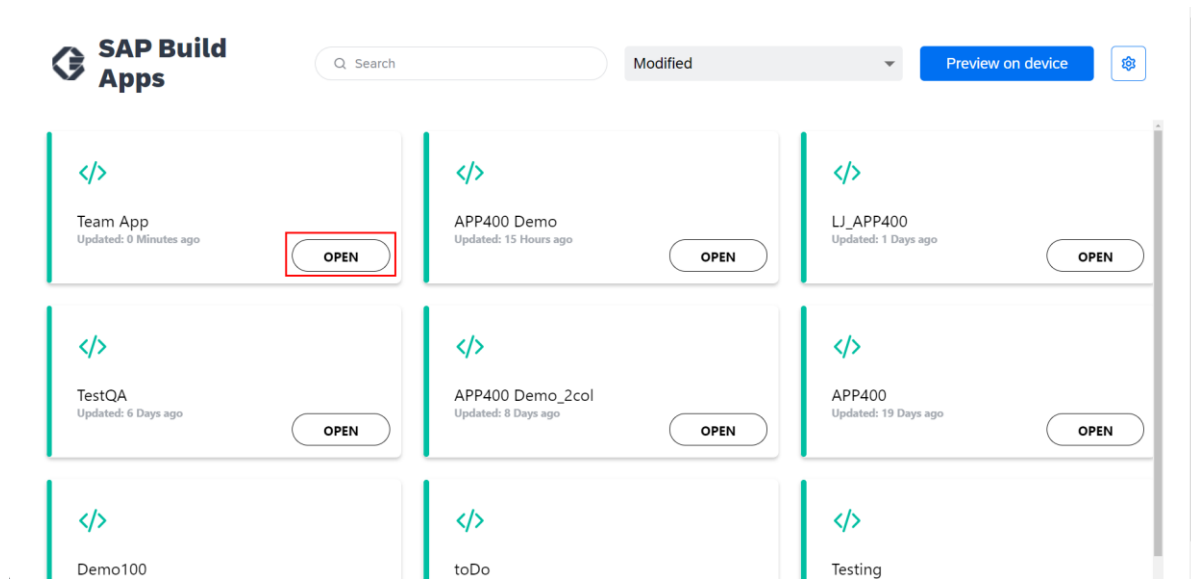 SAP Build
Apps
Search
Modified
Preview on device
</>
</>
</>
Team App
Updated: 0 Minutes ago
OPEN
APP400 Demo
Updated: 15 Hours ago
OPEN
LJ_APP400
Updated: 1 Days ago
OPEN
</>
</>
</>
TestQA
Updated: 6 Days ago
OPEN
APP400 Demo_2col
Updated: 8 Days ago
OPEN
APP400
Updated: 19 Days ago
OPEN
</>
</>
</>
Demo100
toDo
Testing